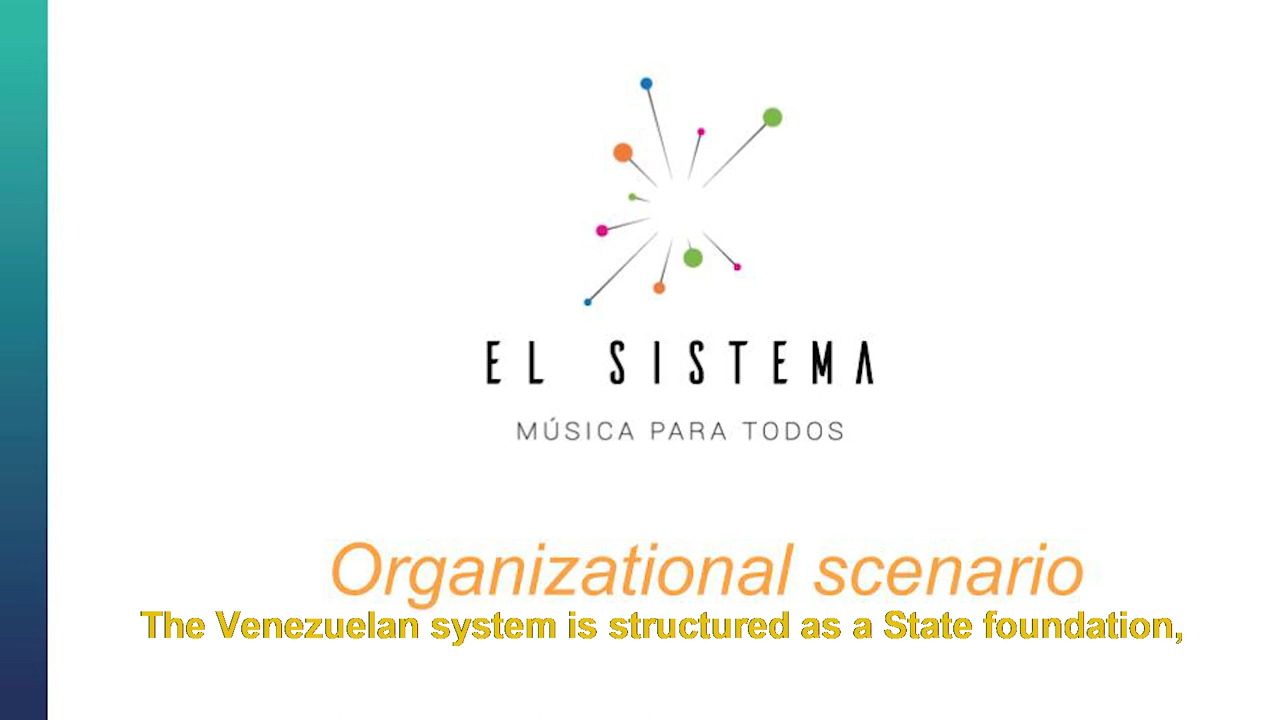 EL SISTEMA
MÚSICA PARA TODOS
Organizational scenario
The Venezuelan system is structured as a State foundation,